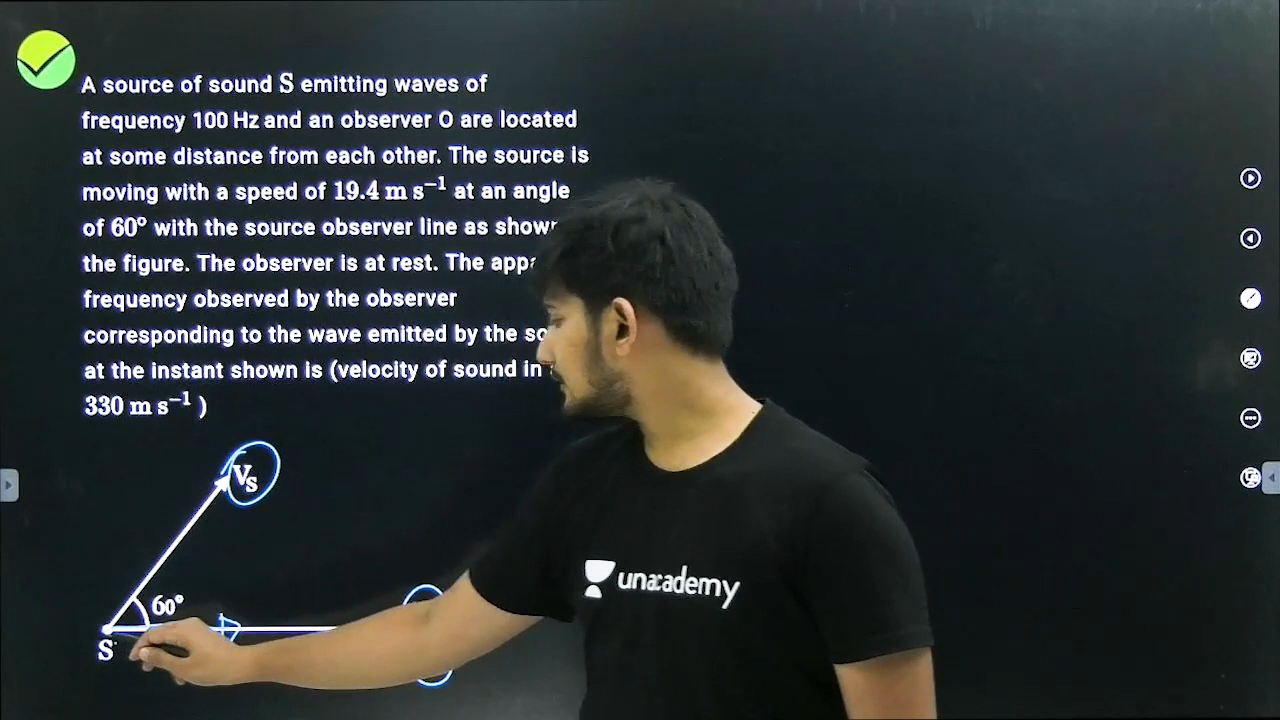 A source of sound S emitting waves of
frequency 100 Hz and an observer O are located
at some distance from each other. The source is
moving with a speed of 19.4 m s⁻¹ at an angle
of 60° with the source observer line as
the figure. The observer is at rest. The
frequency observed by the observer
corresponding to the wave emitted by the
at the instant shown is (velocity of sound in
330 m s⁻¹ )
Vs
60°
S
unacademy